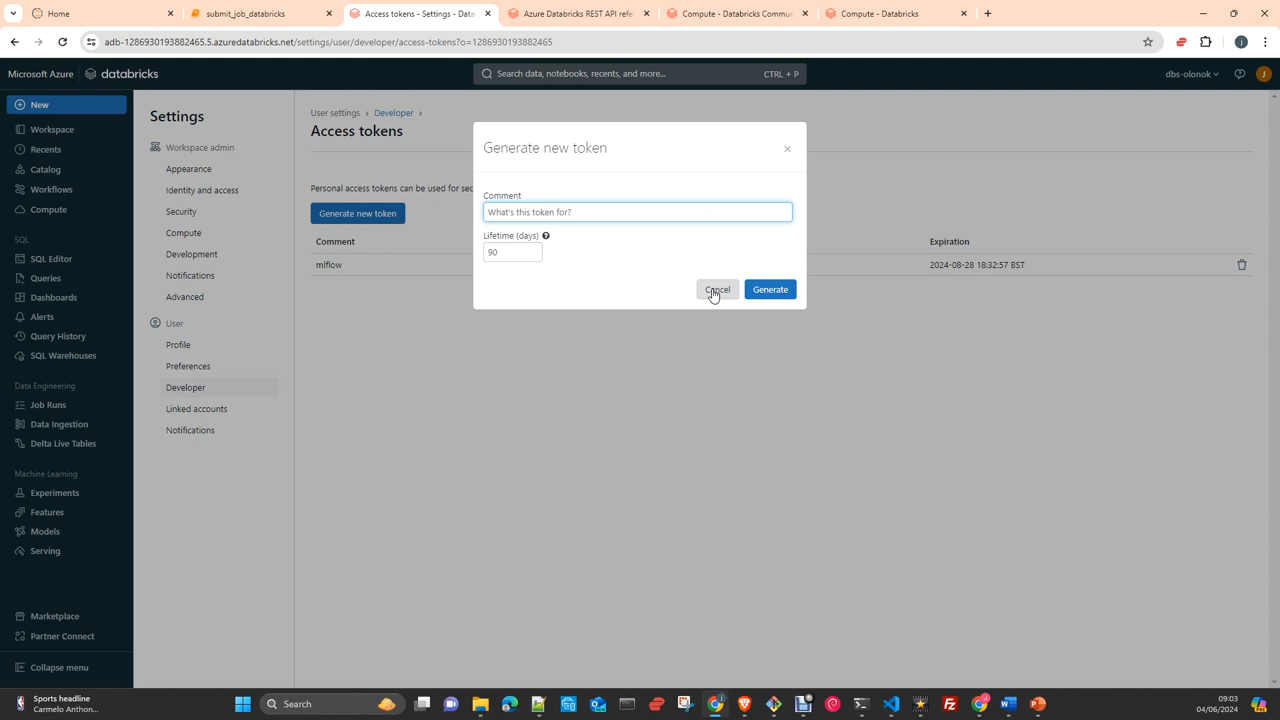 Home
submit_job_databricks
Access tokens - Settings - Data
Azure Databricks REST API refe
Compute - Databricks Commun
Compute - Databricks
adb-1286930193882465.5.azuredatabricks.net/settings/user/developer/access-tokens?o=1286930193882465
Microsoft Azure
databricks
Search data, notebooks, recents, and more...
CTRL + P
dbs-olonok
J
New
Workspace
Recents
Catalog
Workflows
Compute
SQL
SQL Editor
Queries
Dashboards
Alerts
Query History
SQL Warehouses
Data Engineering
Job Runs
Data Ingestion
Delta Live Tables
Machine Learning
Experiments
Features
Models
Serving
Marketplace
Partner Connect
Collapse menu
Settings
Workspace admin
Appearance
Identity and access
Security
Compute
Development
Notifications
Advanced
User
Profile
Preferences
Developer
Linked accounts
Notifications
User settings > Developer >
Access tokens
Personal access tokens can be used for sec
Generate new token
Comment
Expiration
mlflow
2024-08-28 18:32:57 BST
Generate new token
Comment
What's this token for?
Lifetime (days)
90
Cancel
Generate
Sports headline
Carmelo Anthon...
Search
09:03
04/06/2024